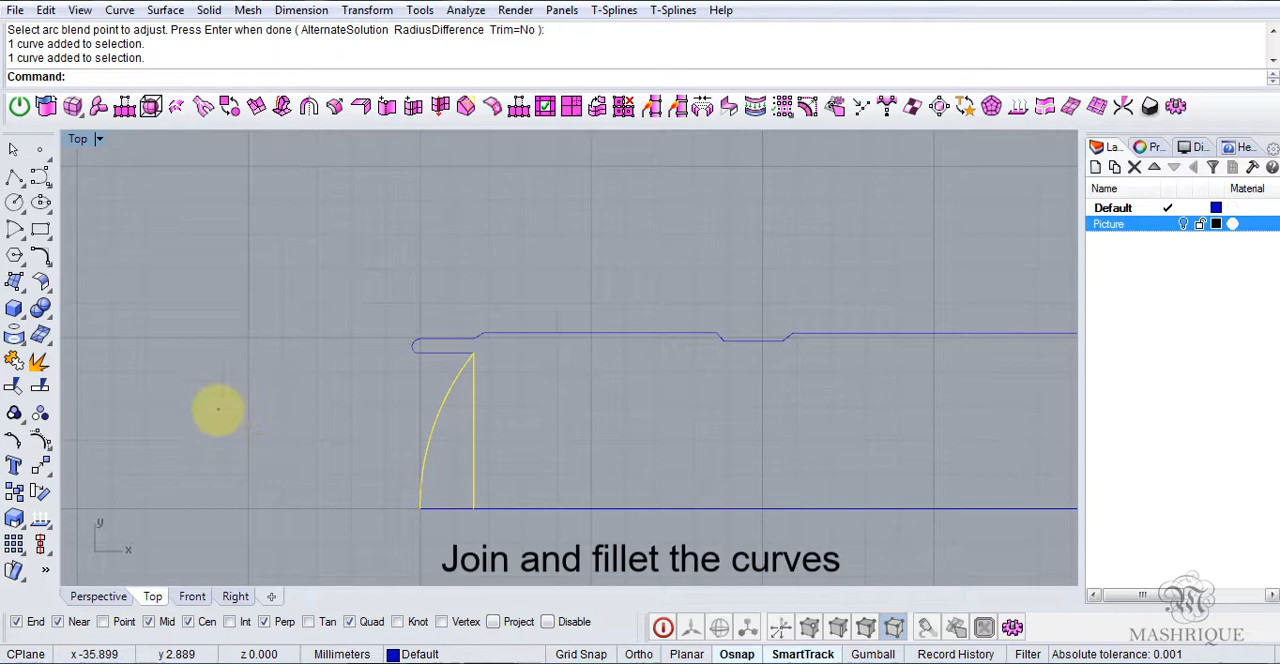 File Edit View Curve Surface Solid Mesh Dimension Transform Tools Analyze Render Panels T-Splines T-Splines Help
Select arc blend point to adjust. Press Enter when done ( AlternateSolution RadiusDifference Trim=No ):
1 curve added to selection.
1 curve added to selection.
Command:
Top
La... Pr... Di... He...
Name Material
Default
Picture
y
x
Join and fillet the curves
Perspective Top Front Right
MASHRIQUE
End Near Point Mid Cen Int Perp Tan Quad Knot Vertex Project Disable
CPlane x -35.899 y 2.889 z 0.000 Millimeters Default Grid Snap Ortho Planar Osnap SmartTrack Gumball Record History Filter Absolute tolerance: 0.001